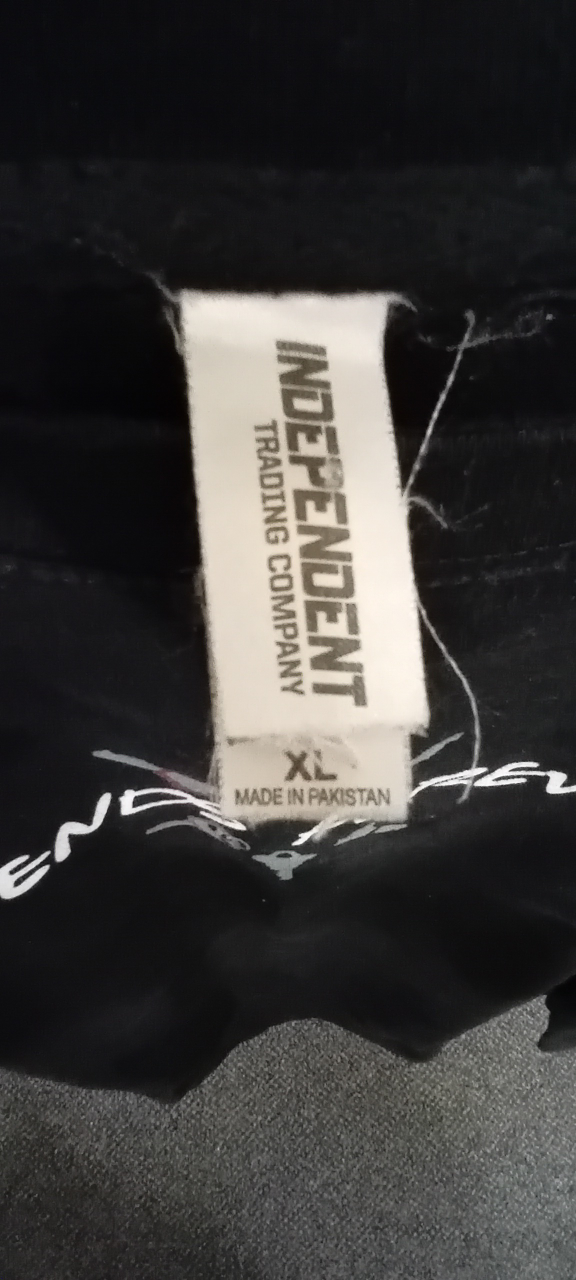 INDEPENDENT
TRADING COMPANY
XL
MADE IN PAKISTAN